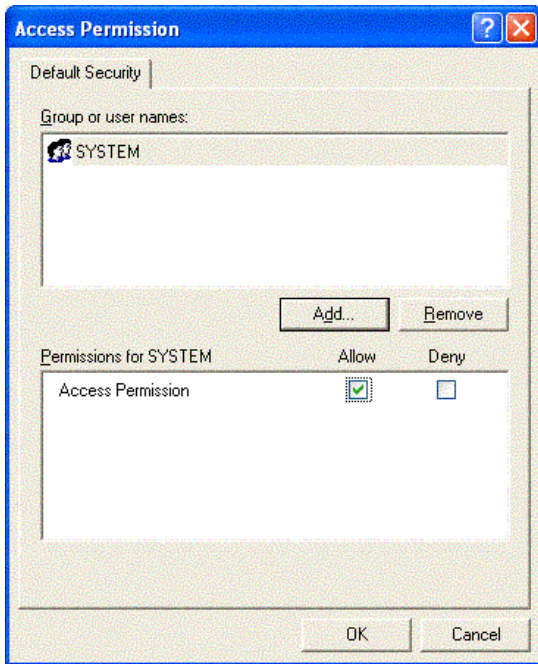 Access Permission
Default Security
Group or user names:
SYSTEM
Add... Remove
Permissions for SYSTEM Allow Deny
Access Permission
OK Cancel